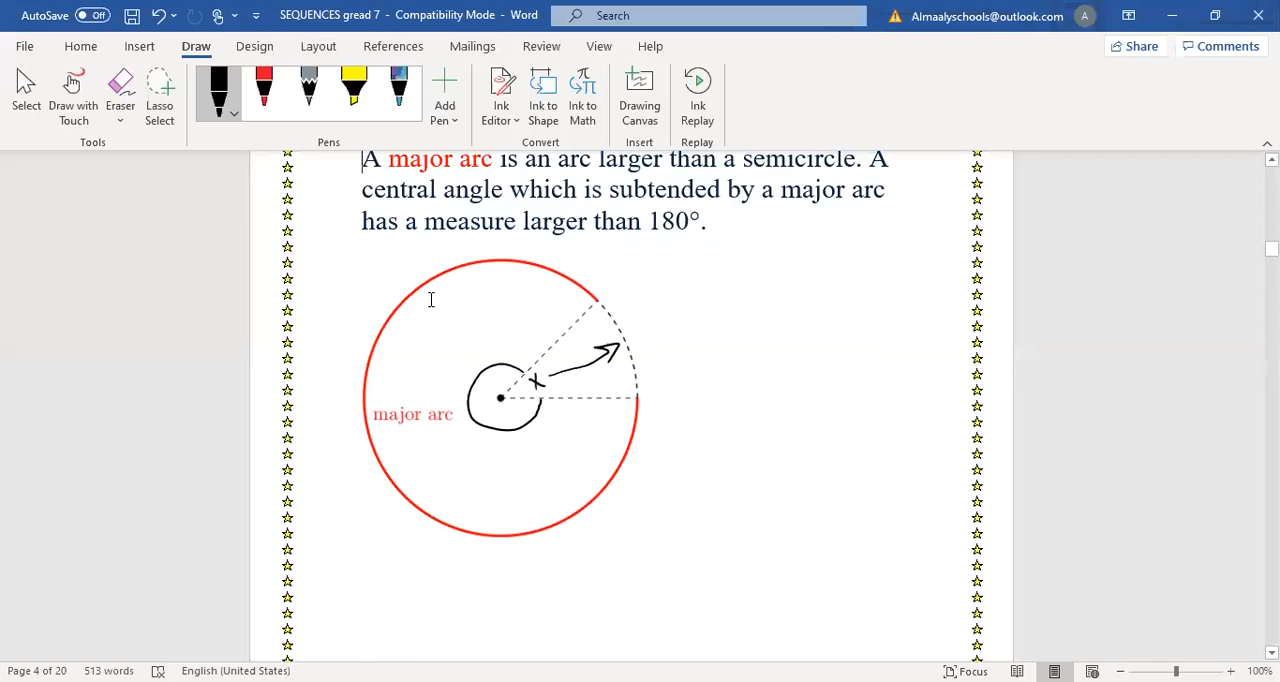 AutoSave Off SEQUENCES gread 7 - Compatibility Mode - Word Search Almaalyschools@outlook.com A
File Home Insert Draw Design Layout References Mailings Review View Help Share Comments
Select Draw with Touch Eraser Lasso Select Add Pen Ink Editor Ink to Shape Ink to Math Drawing Canvas Ink Replay
Tools Pens Convert Insert Replay
A major arc is an arc larger than a semicircle. A
central angle which is subtended by a major arc
has a measure larger than 180°.
x
major arc
Page 4 of 20 513 words English (United States) Focus 100%